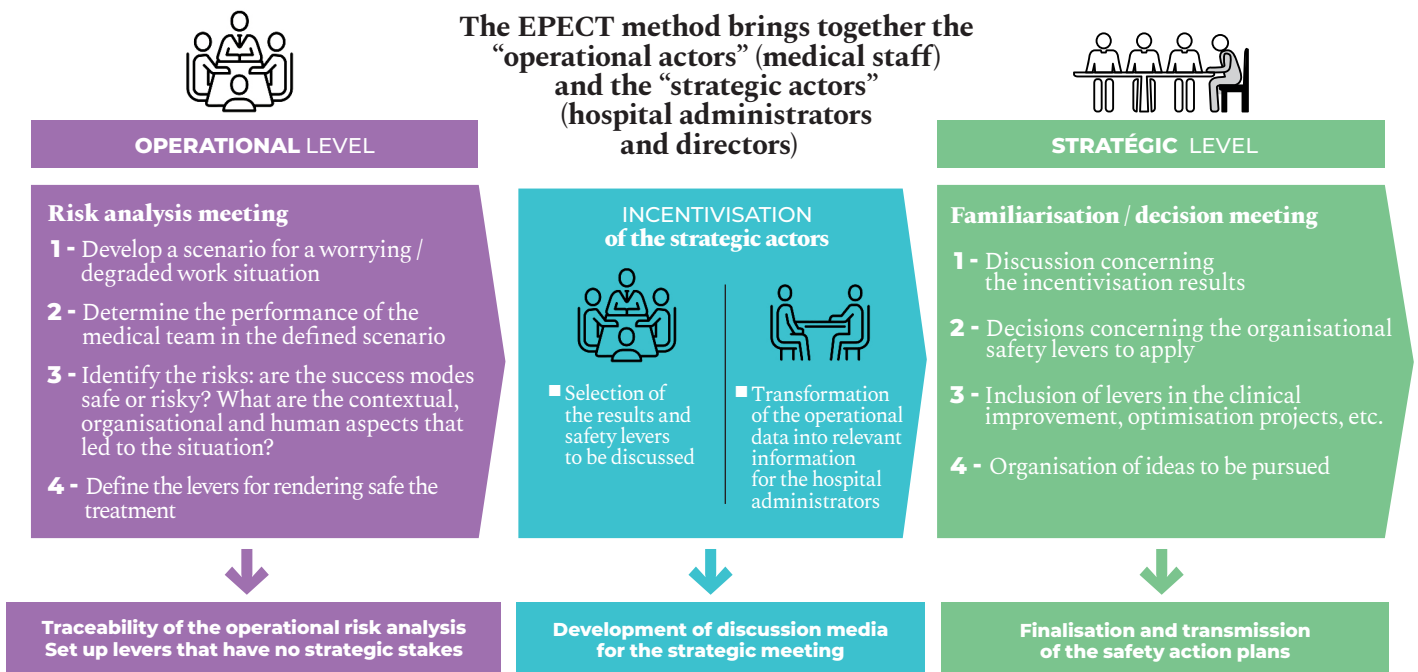 The EPECT method brings together the
“operational actors” (medical staff)
and the “strategic actors”
(hospital administrators
and directors)
OPERATIONAL LEVEL
Risk analysis meeting
1 - Develop a scenario for a worrying /
degraded work situation
2 - Determine the performance of the
medical team in the defined scenario
3 - Identify the risks: are the success modes
safe or risky? What are the contextual,
organisational and human aspects that
led to the situation?
4 - Define the levers for rendering safe the
treatment
Traceability of the operational risk analysis
Set up levers that have no strategic stakes
INCENTIVISATION
of the strategic actors
■ Selection of
the results and
safety levers
to be discussed
■ Transformation
of the operational
data into relevant
information
for the hospital
administrators
Development of discussion media
for the strategic meeting
STRATÉGIC LEVEL
Familiarisation / decision meeting
1 - Discussion concerning
the incentivisation results
2 - Decisions concerning the organisational
safety levers to apply
3 - Inclusion of levers in the clinical
improvement, optimisation projects, etc.
4 - Organisation of ideas to be pursued
Finalisation and transmission
of the safety action plans